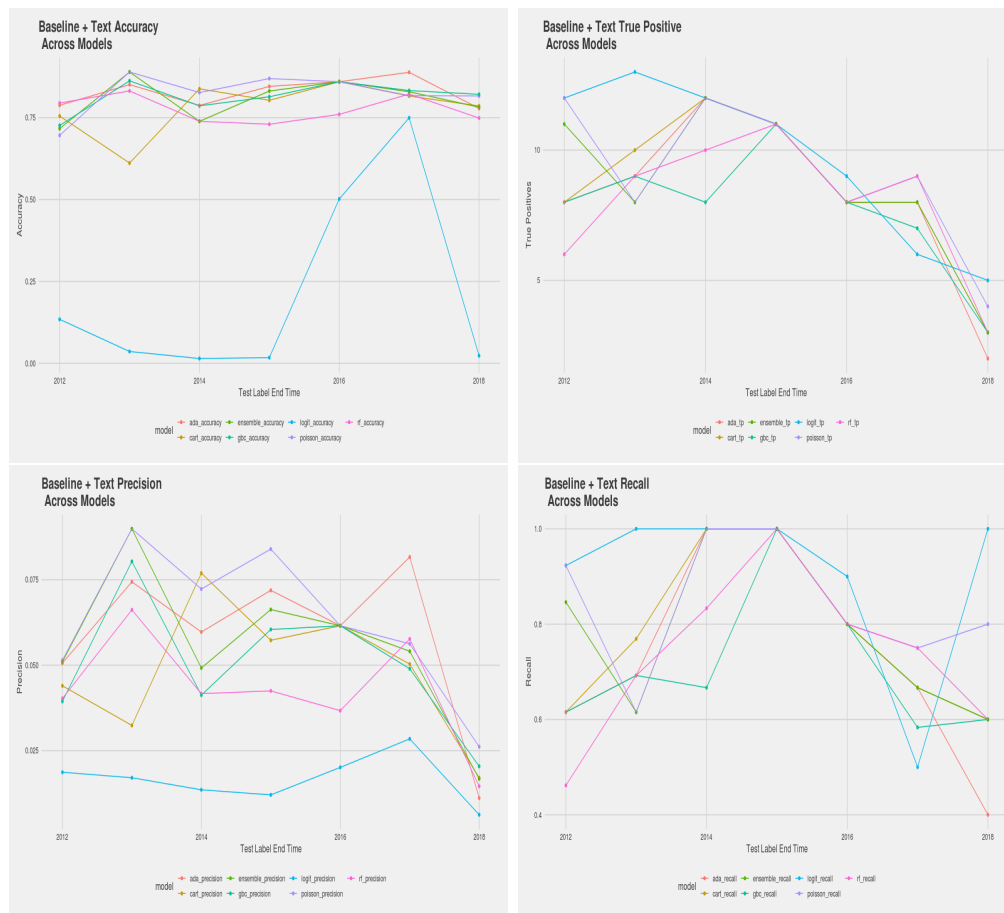 Baseline + Text Accuracy
Across Models
Accuracy
0.75
0.50
0.25
0.00
2012
2014
2016
2018
Test Label End Time
model
ada_accuracy
ensemble_accuracy
logit_accuracy
rf_accuracy
cart_accuracy
gbc_accuracy
poisson_accuracy
Baseline + Text True Positive
Across Models
True Positives
10
5
2012
2014
2016
2018
Test Label End Time
model
ada_tp
ensemble_tp
logit_tp
rf_tp
cart_tp
gbc_tp
poisson_tp
Baseline + Text Precision
Across Models
Precision
0.075
0.050
0.025
2012
2014
2016
2018
Test Label End Time
model
ada_precision
ensemble_precision
logit_precision
rf_precision
cart_precision
gbc_precision
poisson_precision
Baseline + Text Recall
Across Models
Recall
1.0
0.8
0.6
0.4
2012
2014
2016
2018
Test Label End Time
model
ada_recall
ensemble_recall
logit_recall
rf_recall
cart_recall
gbc_recall
poisson_recall